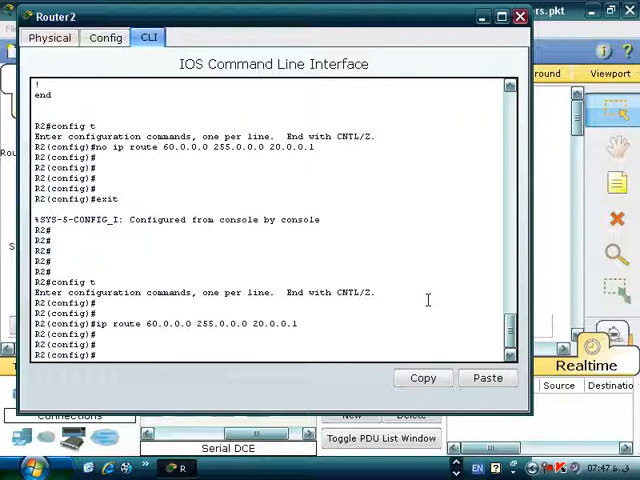 Router2
rs.pkt
Physical
Config
CLI
IOS Command Line Interface
ound
Viewport
!
end
R2#config t
Enter configuration commands, one per line.  End with CNTL/Z.
R2(config)#no ip route 60.0.0.0 255.0.0.0 20.0.0.1
R2(config)#
R2(config)#
R2(config)#
R2(config)#exit
%SYS-5-CONFIG_I: Configured from console by console
R2#
R2#
R2#
R2#
R2#
R2#config t
Enter configuration commands, one per line.  End with CNTL/Z.
R2(config)#
R2(config)#
R2(config)#ip route 60.0.0.0 255.0.0.0 20.0.0.1
R2(config)#
R2(config)#
R2(config)#
Copy
Paste
Realtime
Source
Destinatio
Connections
New
Delete
Toggle PDU List Window
Serial DCE
R
EN
07:47